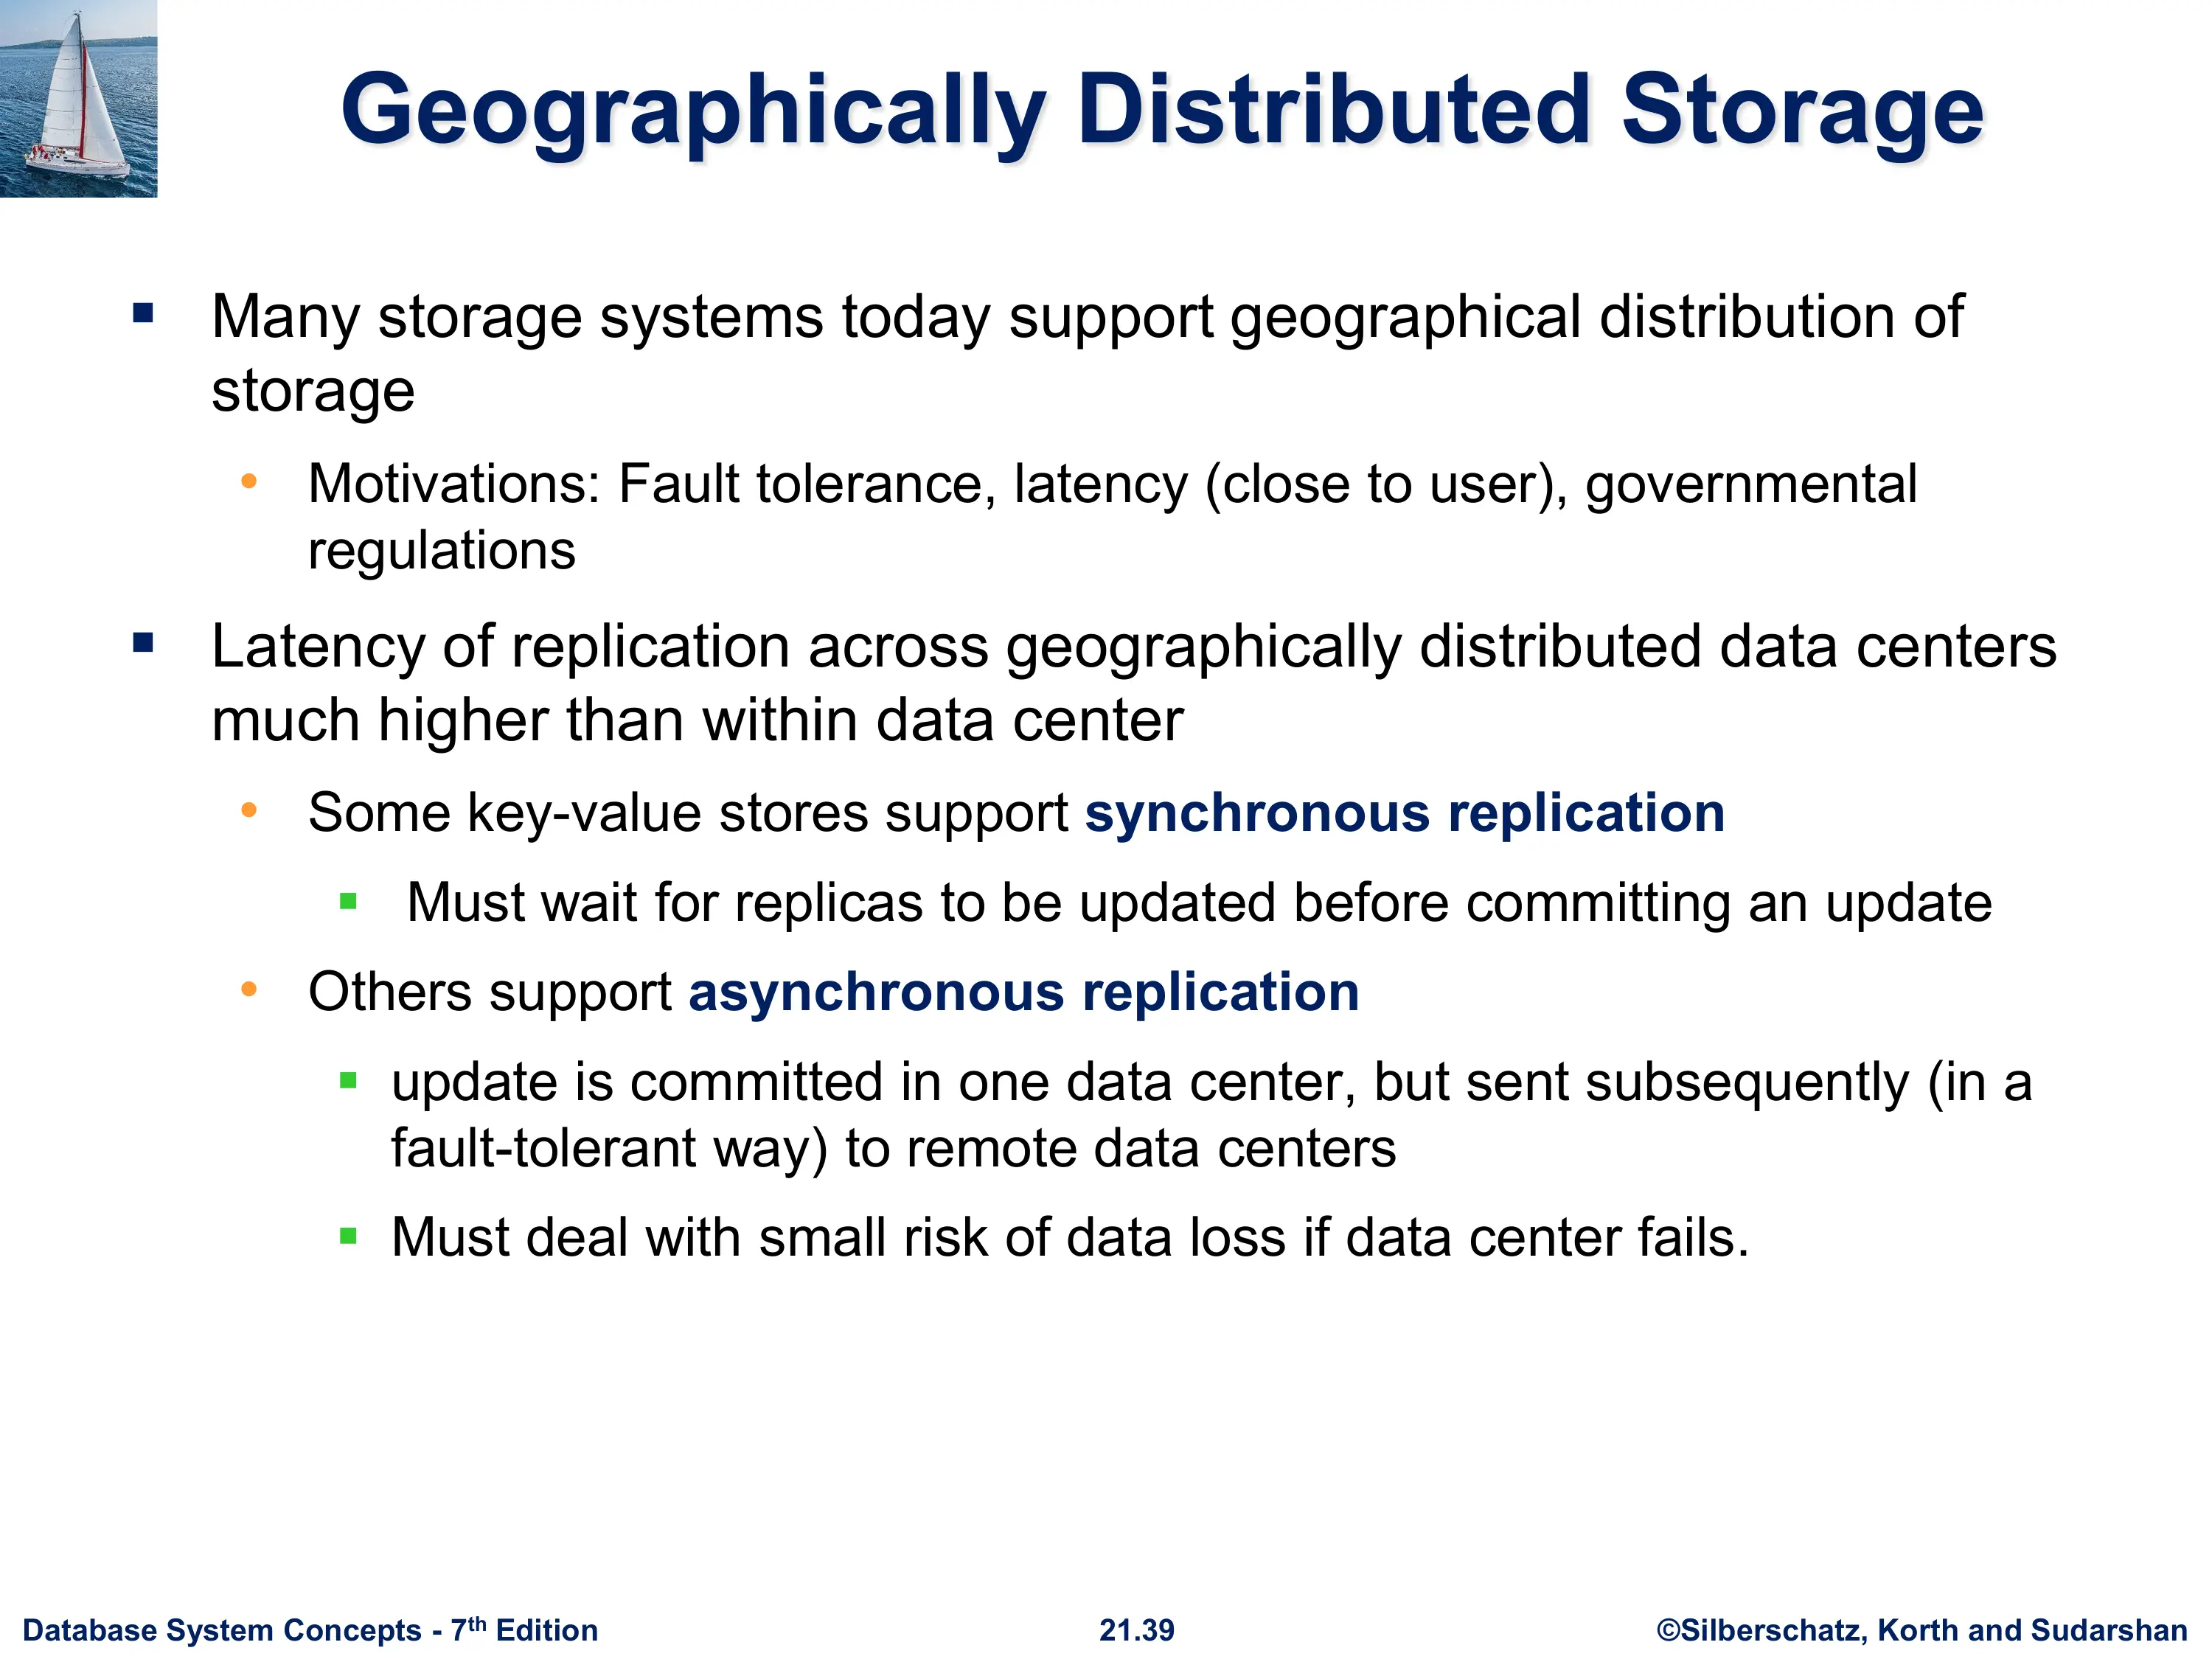 Geographically Distributed Storage
▪ Many storage systems today support geographical distribution of
storage
• Motivations: Fault tolerance, latency (close to user), governmental
regulations
▪ Latency of replication across geographically distributed data centers
much higher than within data center
• Some key-value stores support synchronous replication
▪ Must wait for replicas to be updated before committing an update
• Others support asynchronous replication
▪ update is committed in one data center, but sent subsequently (in a
fault-tolerant way) to remote data centers
▪ Must deal with small risk of data loss if data center fails.
Database System Concepts - 7th Edition
21.39
©Silberschatz, Korth and Sudarshan